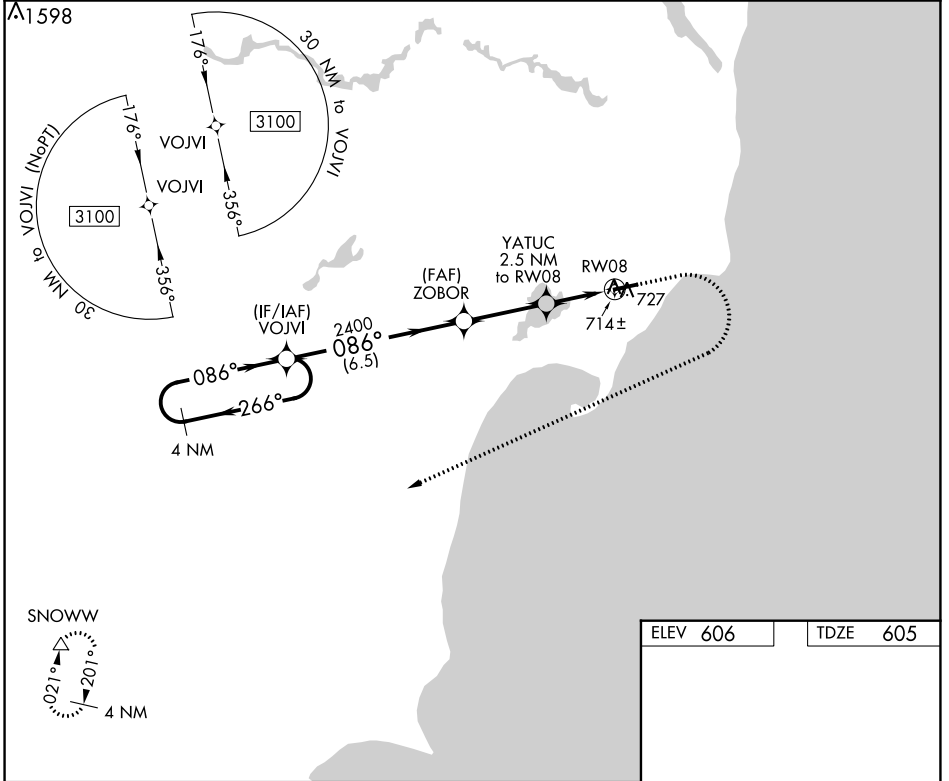 1598
176°
30 NM to VOJVI
3100
VOJVI
356°
176°
30 NM to VOJVI (NoPT)
VOJVI
3100
356°
YATUC
2.5 NM
to RW08
RW08
(FAF)
ZOBOR
727
714±
(IF/IAF)
VOJVI
2400
086°
(6.5)
086°
266°
4 NM
SNOWW
021°
201°
4 NM
ELEV 606
TDZE 605